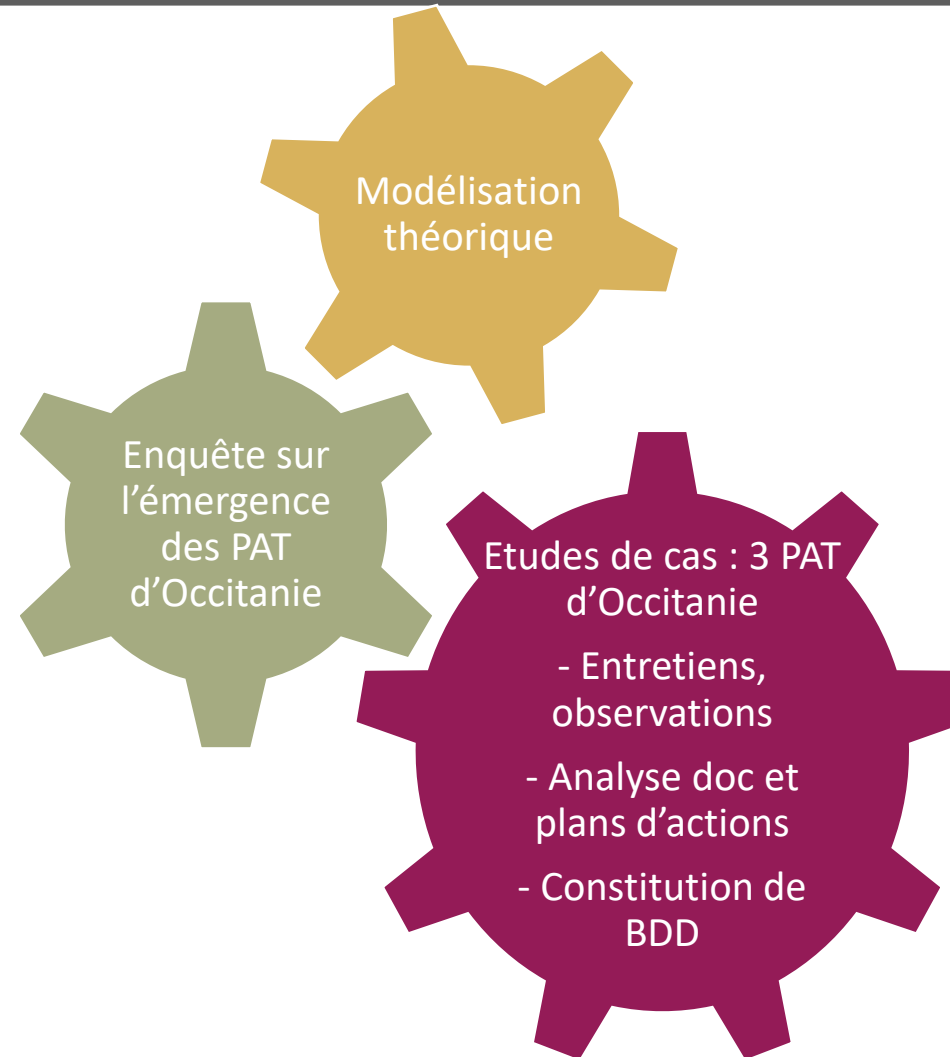 Modélisation
théorique
Enquête sur
l’émergence
des PAT
d’Occitanie
Etudes de cas : 3 PAT
d’Occitanie
- Entretiens,
observations
- Analyse doc et
plans d’actions
- Constitution de
BDD